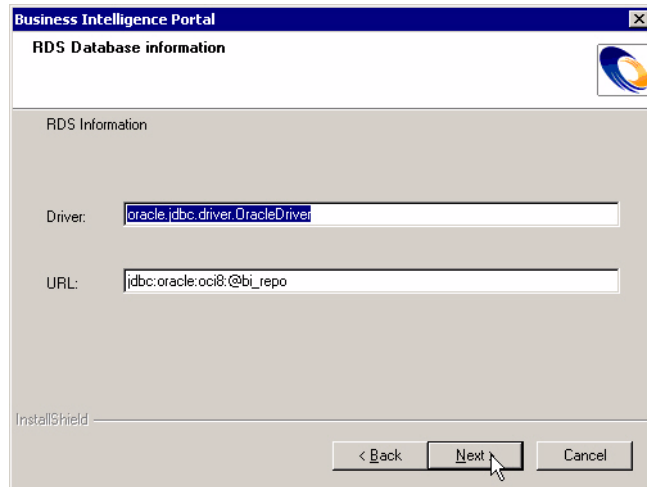 Business Intelligence Portal
RDS Database information
RDS Information
Driver: oracle.jdbc.driver.OracleDriver
URL: jdbc:oracle:oci8:@bi_repo
InstallShield
< Back Next > Cancel